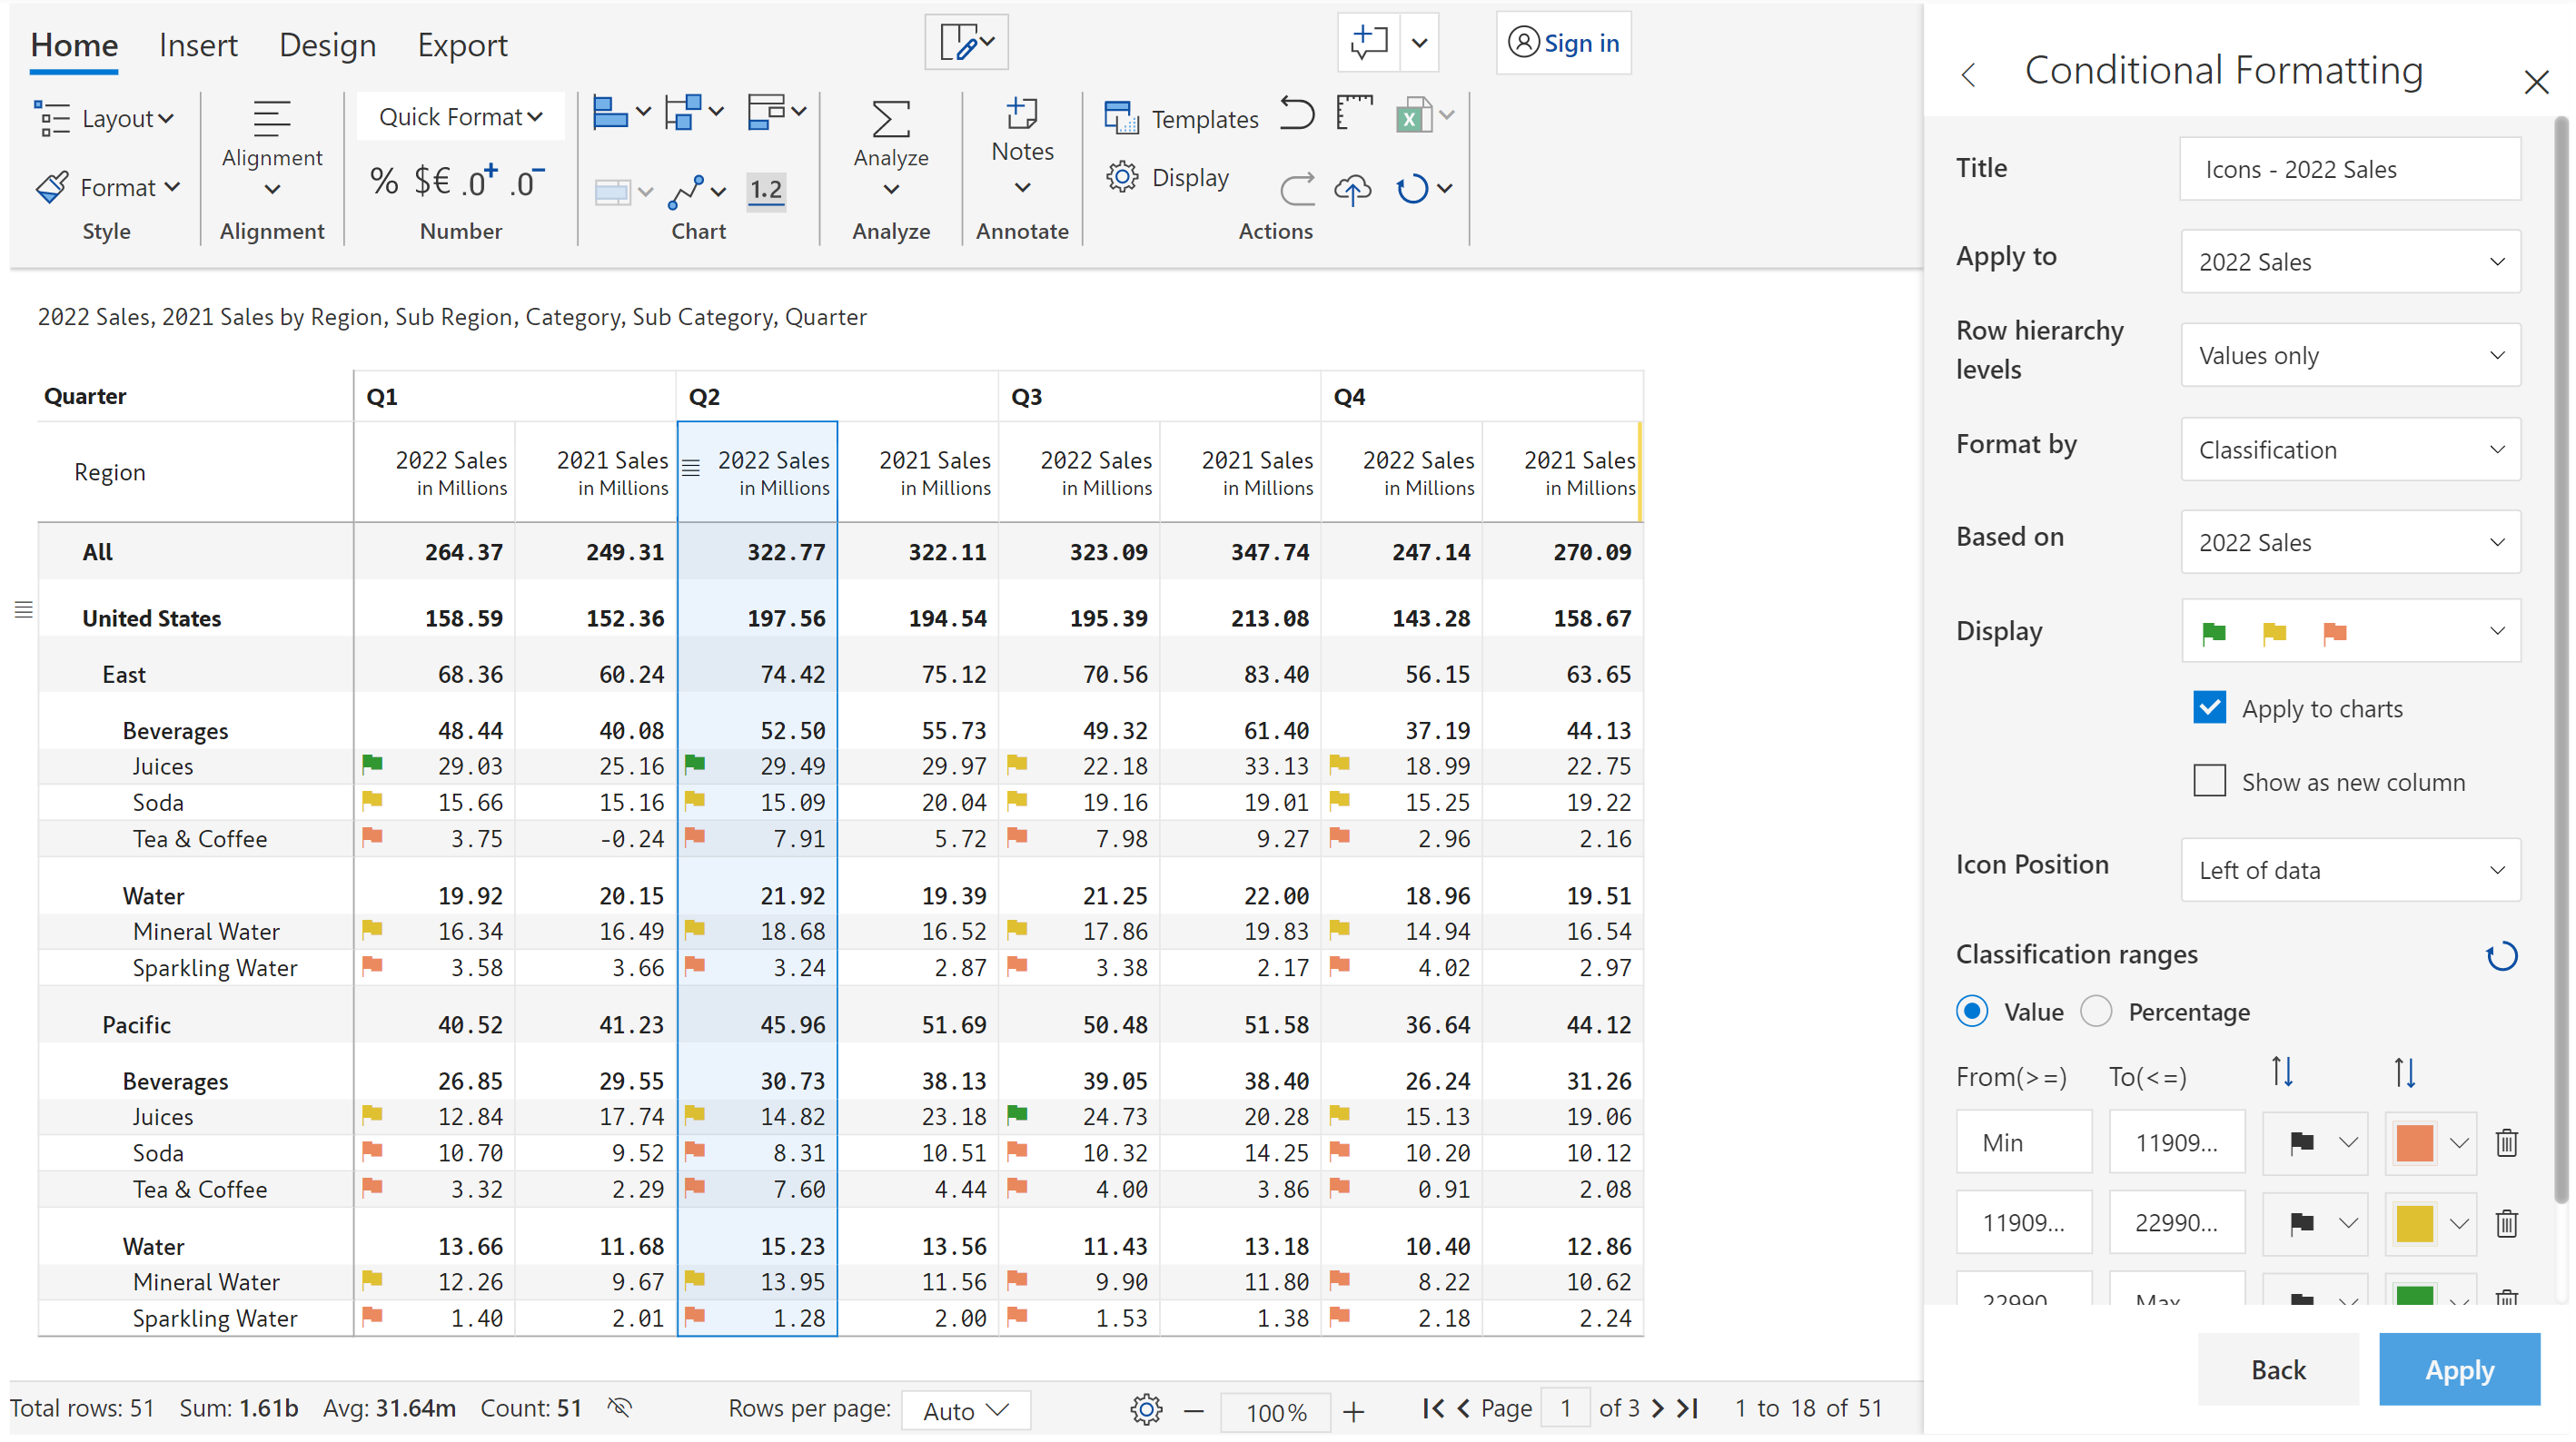 Home Insert Design Export Sign in
Layout Alignment Quick Format Analyze Notes Templates
Format % $€ .0+ .0- 1.2 Display
Style Alignment Number Chart Analyze Annotate Actions
2022 Sales, 2021 Sales by Region, Sub Region, Category, Sub Category, Quarter
Quarter Q1 Q2 Q3 Q4
Region 2022 Sales in Millions 2021 Sales in Millions 2022 Sales in Millions 2021 Sales in Millions 2022 Sales in Millions 2021 Sales in Millions 2022 Sales in Millions 2021 Sales in Millions
All 264.37 249.31 322.77 322.11 323.09 347.74 247.14 270.09
United States 158.59 152.36 197.56 194.54 195.39 213.08 143.28 158.67
East 68.36 60.24 74.42 75.12 70.56 83.40 56.15 63.65
Beverages 48.44 40.08 52.50 55.73 49.32 61.40 37.19 44.13
Juices 29.03 25.16 29.49 29.97 22.18 33.13 18.99 22.75
Soda 15.66 15.16 15.09 20.04 19.16 19.01 15.25 19.22
Tea & Coffee 3.75 -0.24 7.91 5.72 7.98 9.27 2.96 2.16
Water 19.92 20.15 21.92 19.39 21.25 22.00 18.96 19.51
Mineral Water 16.34 16.49 18.68 16.52 17.86 19.83 14.94 16.54
Sparkling Water 3.58 3.66 3.24 2.87 3.38 2.17 4.02 2.97
Pacific 40.52 41.23 45.96 51.69 50.48 51.58 36.64 44.12
Beverages 26.85 29.55 30.73 38.13 39.05 38.40 26.24 31.26
Juices 12.84 17.74 14.82 23.18 24.73 20.28 15.13 19.06
Soda 10.70 9.52 8.31 10.51 10.32 14.25 10.20 10.12
Tea & Coffee 3.32 2.29 7.60 4.44 4.00 3.86 0.91 2.08
Water 13.66 11.68 15.23 13.56 11.43 13.18 10.40 12.86
Mineral Water 12.26 9.67 13.95 11.56 9.90 11.80 8.22 10.62
Sparkling Water 1.40 2.01 1.28 2.00 1.53 1.38 2.18 2.24
Total rows: 51 Sum: 1.61b Avg: 31.64m Count: 51 Rows per page: Auto 100% Page 1 of 3 1 to 18 of 51
Conditional Formatting
Title Icons - 2022 Sales
Apply to 2022 Sales
Row hierarchy levels Values only
Format by Classification
Based on 2022 Sales
Display
Apply to charts
Show as new column
Icon Position Left of data
Classification ranges
Value Percentage
From(>=) To(<=)
Min 11909...
11909... 22990...
22990 Max
Back Apply